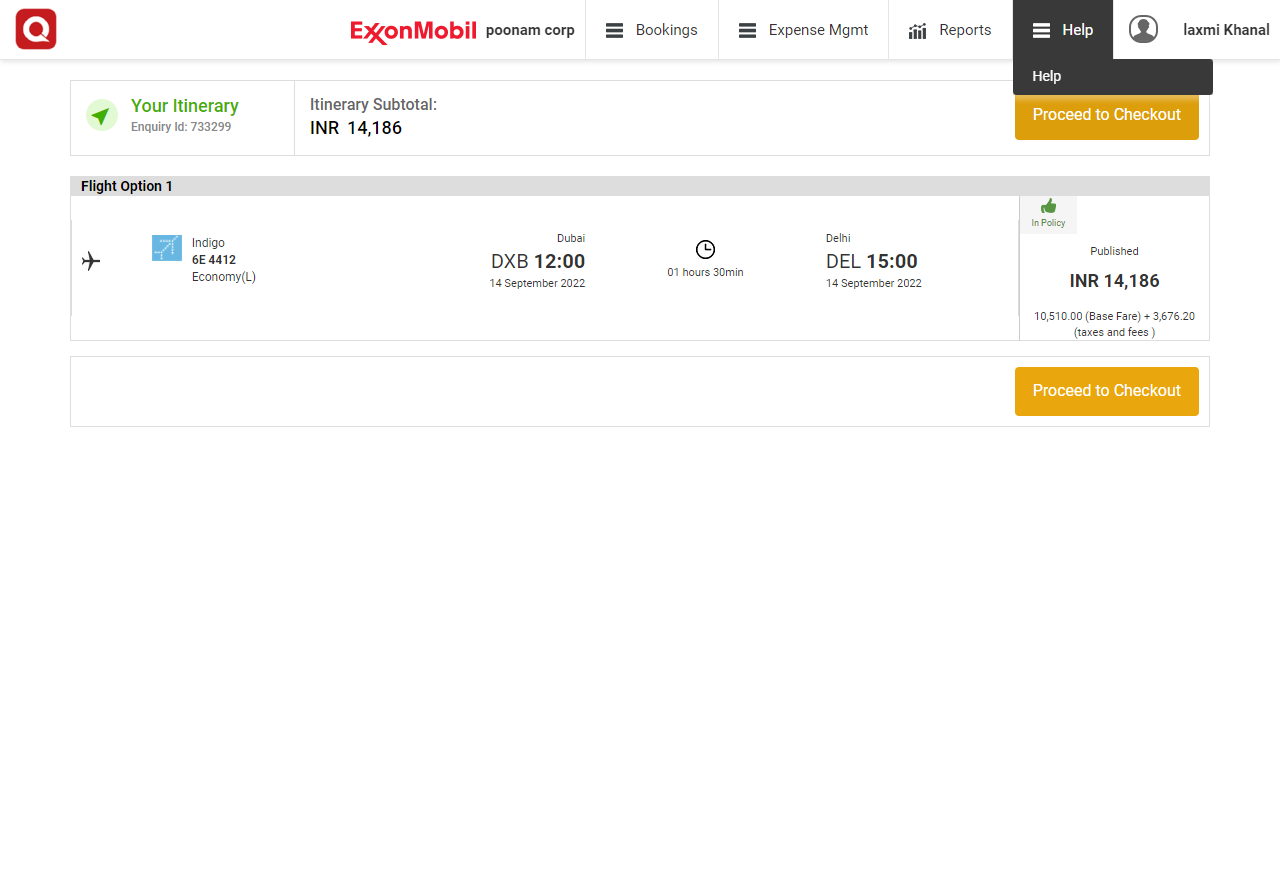 Q
ExxonMobil poonam corp Bookings Expense Mgmt Reports Help laxmi Khanal
Help
Your Itinerary
Enquiry Id: 733299
Itinerary Subtotal:
INR 14,186
Proceed to Checkout
Flight Option 1
Indigo
6E 4412
Economy(L)
Dubai
DXB 12:00
14 September 2022
01 hours 30min
Delhi
DEL 15:00
14 September 2022
In Policy
Published
INR 14,186
10,510.00 (Base Fare) + 3,676.20
(taxes and fees )
Proceed to Checkout